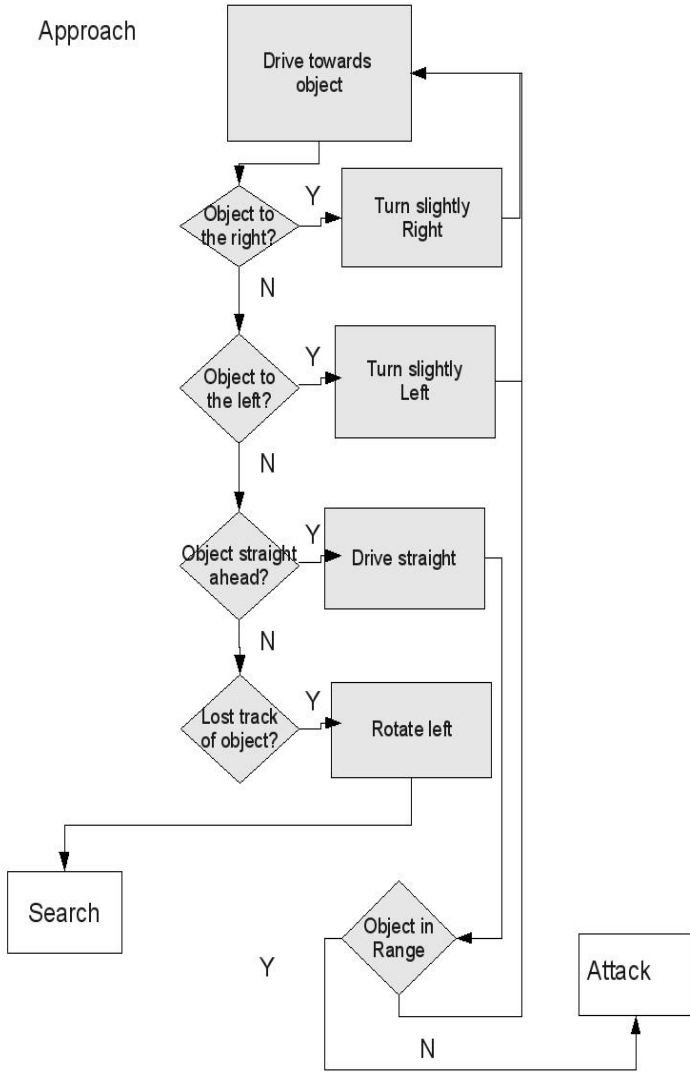 Approach
Drive towards
object
Object to
the right?
Y
Turn slightly
Right
N
Object to
the left?
Y
Turn slightly
Left
N
Object straight
ahead?
Y
Drive straight
N
Lost track
of object?
Y
Rotate left
Search
Object in
Range
Y
Attack
N